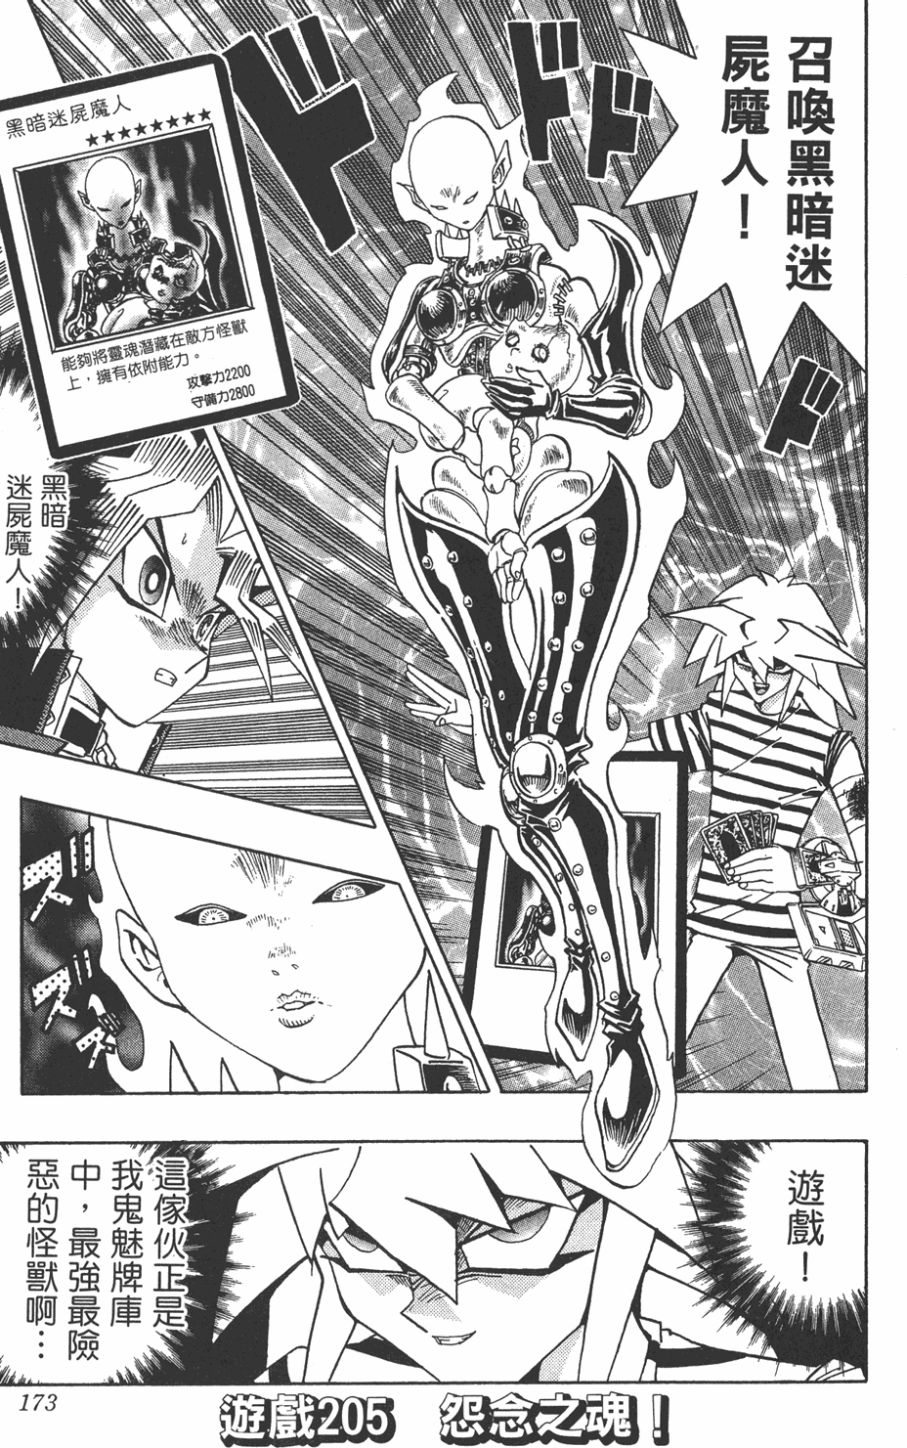 召喚黑暗迷
屍魔人！
ドドドド
黑暗迷屍魔人
★★★★★★★★
能夠將靈魂潛藏在敵方怪獸
上，擁有依附能力。
攻擊力2200
守備力2800
黑暗
迷屍魔人！
ズズ
遊戲！
這傢伙正是
我鬼魅牌庫
中，最強最險
惡的怪獸啊…
173
遊戲205　怨念之魂！